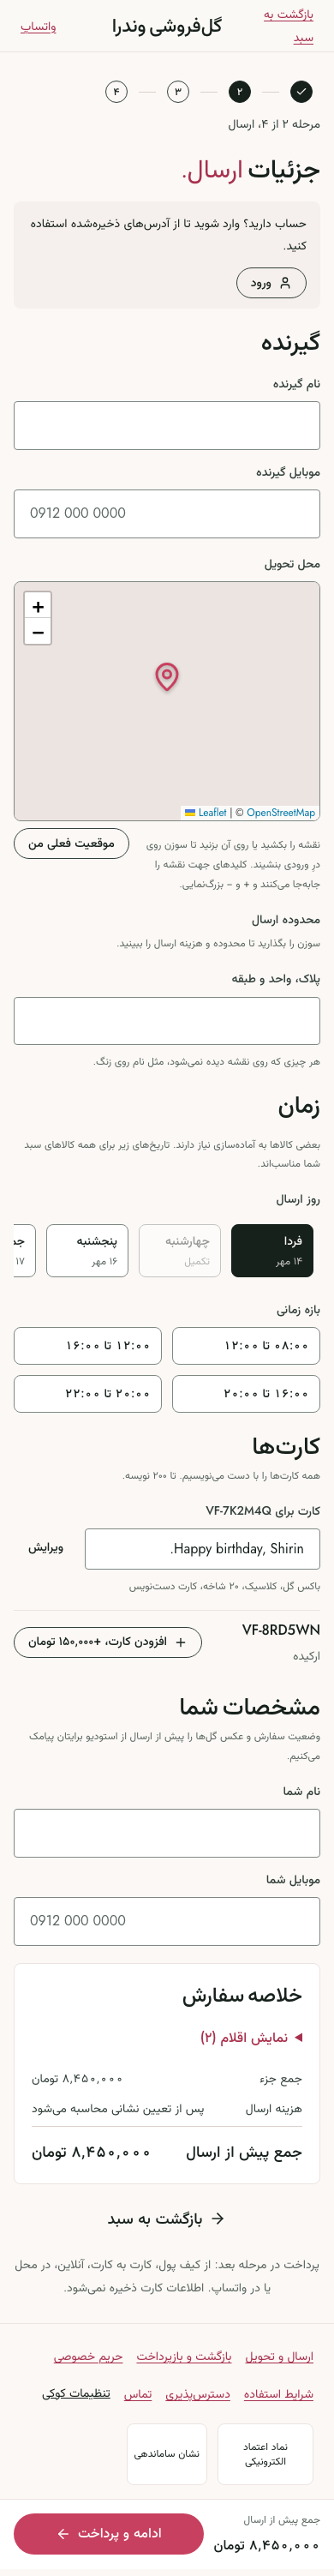 بازگشت به
سبد
گل‌فروشی وندرا
واتساپ
۲
۳
۴
مرحله ۲ از ۴، ارسال
جزئیات ارسال.
حساب دارید؟ وارد شوید تا از آدرس‌های ذخیره‌شده استفاده
کنید.
ورود
گیرنده
نام گیرنده
موبایل گیرنده
0912 000 0000
محل تحویل
+
−
Leaflet | © OpenStreetMap
نقشه را بکشید یا روی آن بزنید تا سوزن روی
درِ ورودی بنشیند. کلیدهای جهت نقشه را
جابه‌جا می‌کنند و + و − بزرگ‌نمایی.
موقعیت فعلی من
محدوده ارسال
سوزن را بگذارید تا محدوده و هزینه ارسال را ببینید.
پلاک، واحد و طبقه
هر چیزی که روی نقشه دیده نمی‌شود، مثل نام روی زنگ.
زمان
بعضی کالاها به آماده‌سازی نیاز دارند. تاریخ‌های زیر برای همه کالاهای سبد
شما مناسب‌اند.
روز ارسال
فردا
۱۴ مهر
چهارشنبه
تکمیل
پنجشنبه
۱۶ مهر
۱۷
بازه زمانی
۰۸:۰۰ تا ۱۲:۰۰
۱۲:۰۰ تا ۱۶:۰۰
۱۶:۰۰ تا ۲۰:۰۰
۲۰:۰۰ تا ۲۲:۰۰
کارت‌ها
همه کارت‌ها را با دست می‌نویسیم. تا ۲۰۰ نویسه.
کارت برای VF-7K2M4Q
Happy birthday, Shirin.
ویرایش
باکس گل، کلاسیک، ۲۰ شاخه، کارت دست‌نویس
VF-8RD5WN
ارکیده
افزودن کارت، +۱۵۰,۰۰۰ تومان
مشخصات شما
وضعیت سفارش و عکس گل‌ها را پیش از ارسال از استودیو برایتان پیامک
می‌کنیم.
نام شما
موبایل شما
0912 000 0000
خلاصه سفارش
نمایش اقلام (۲)
جمع جزء
۸,۴۵۰,۰۰۰ تومان
هزینه ارسال
پس از تعیین نشانی محاسبه می‌شود
جمع پیش از ارسال
۸,۴۵۰,۰۰۰ تومان
بازگشت به سبد
پرداخت در مرحله بعد: از کیف پول، کارت به کارت، آنلاین، در محل
یا در واتساپ. اطلاعات کارت ذخیره نمی‌شود.
ارسال و تحویل
بازگشت و بازپرداخت
حریم خصوصی
شرایط استفاده
دسترس‌پذیری
تماس
تنظیمات کوکی
نماد اعتماد
الکترونیکی
نشان ساماندهی
جمع پیش از ارسال
۸,۴۵۰,۰۰۰ تومان
ادامه و پرداخت